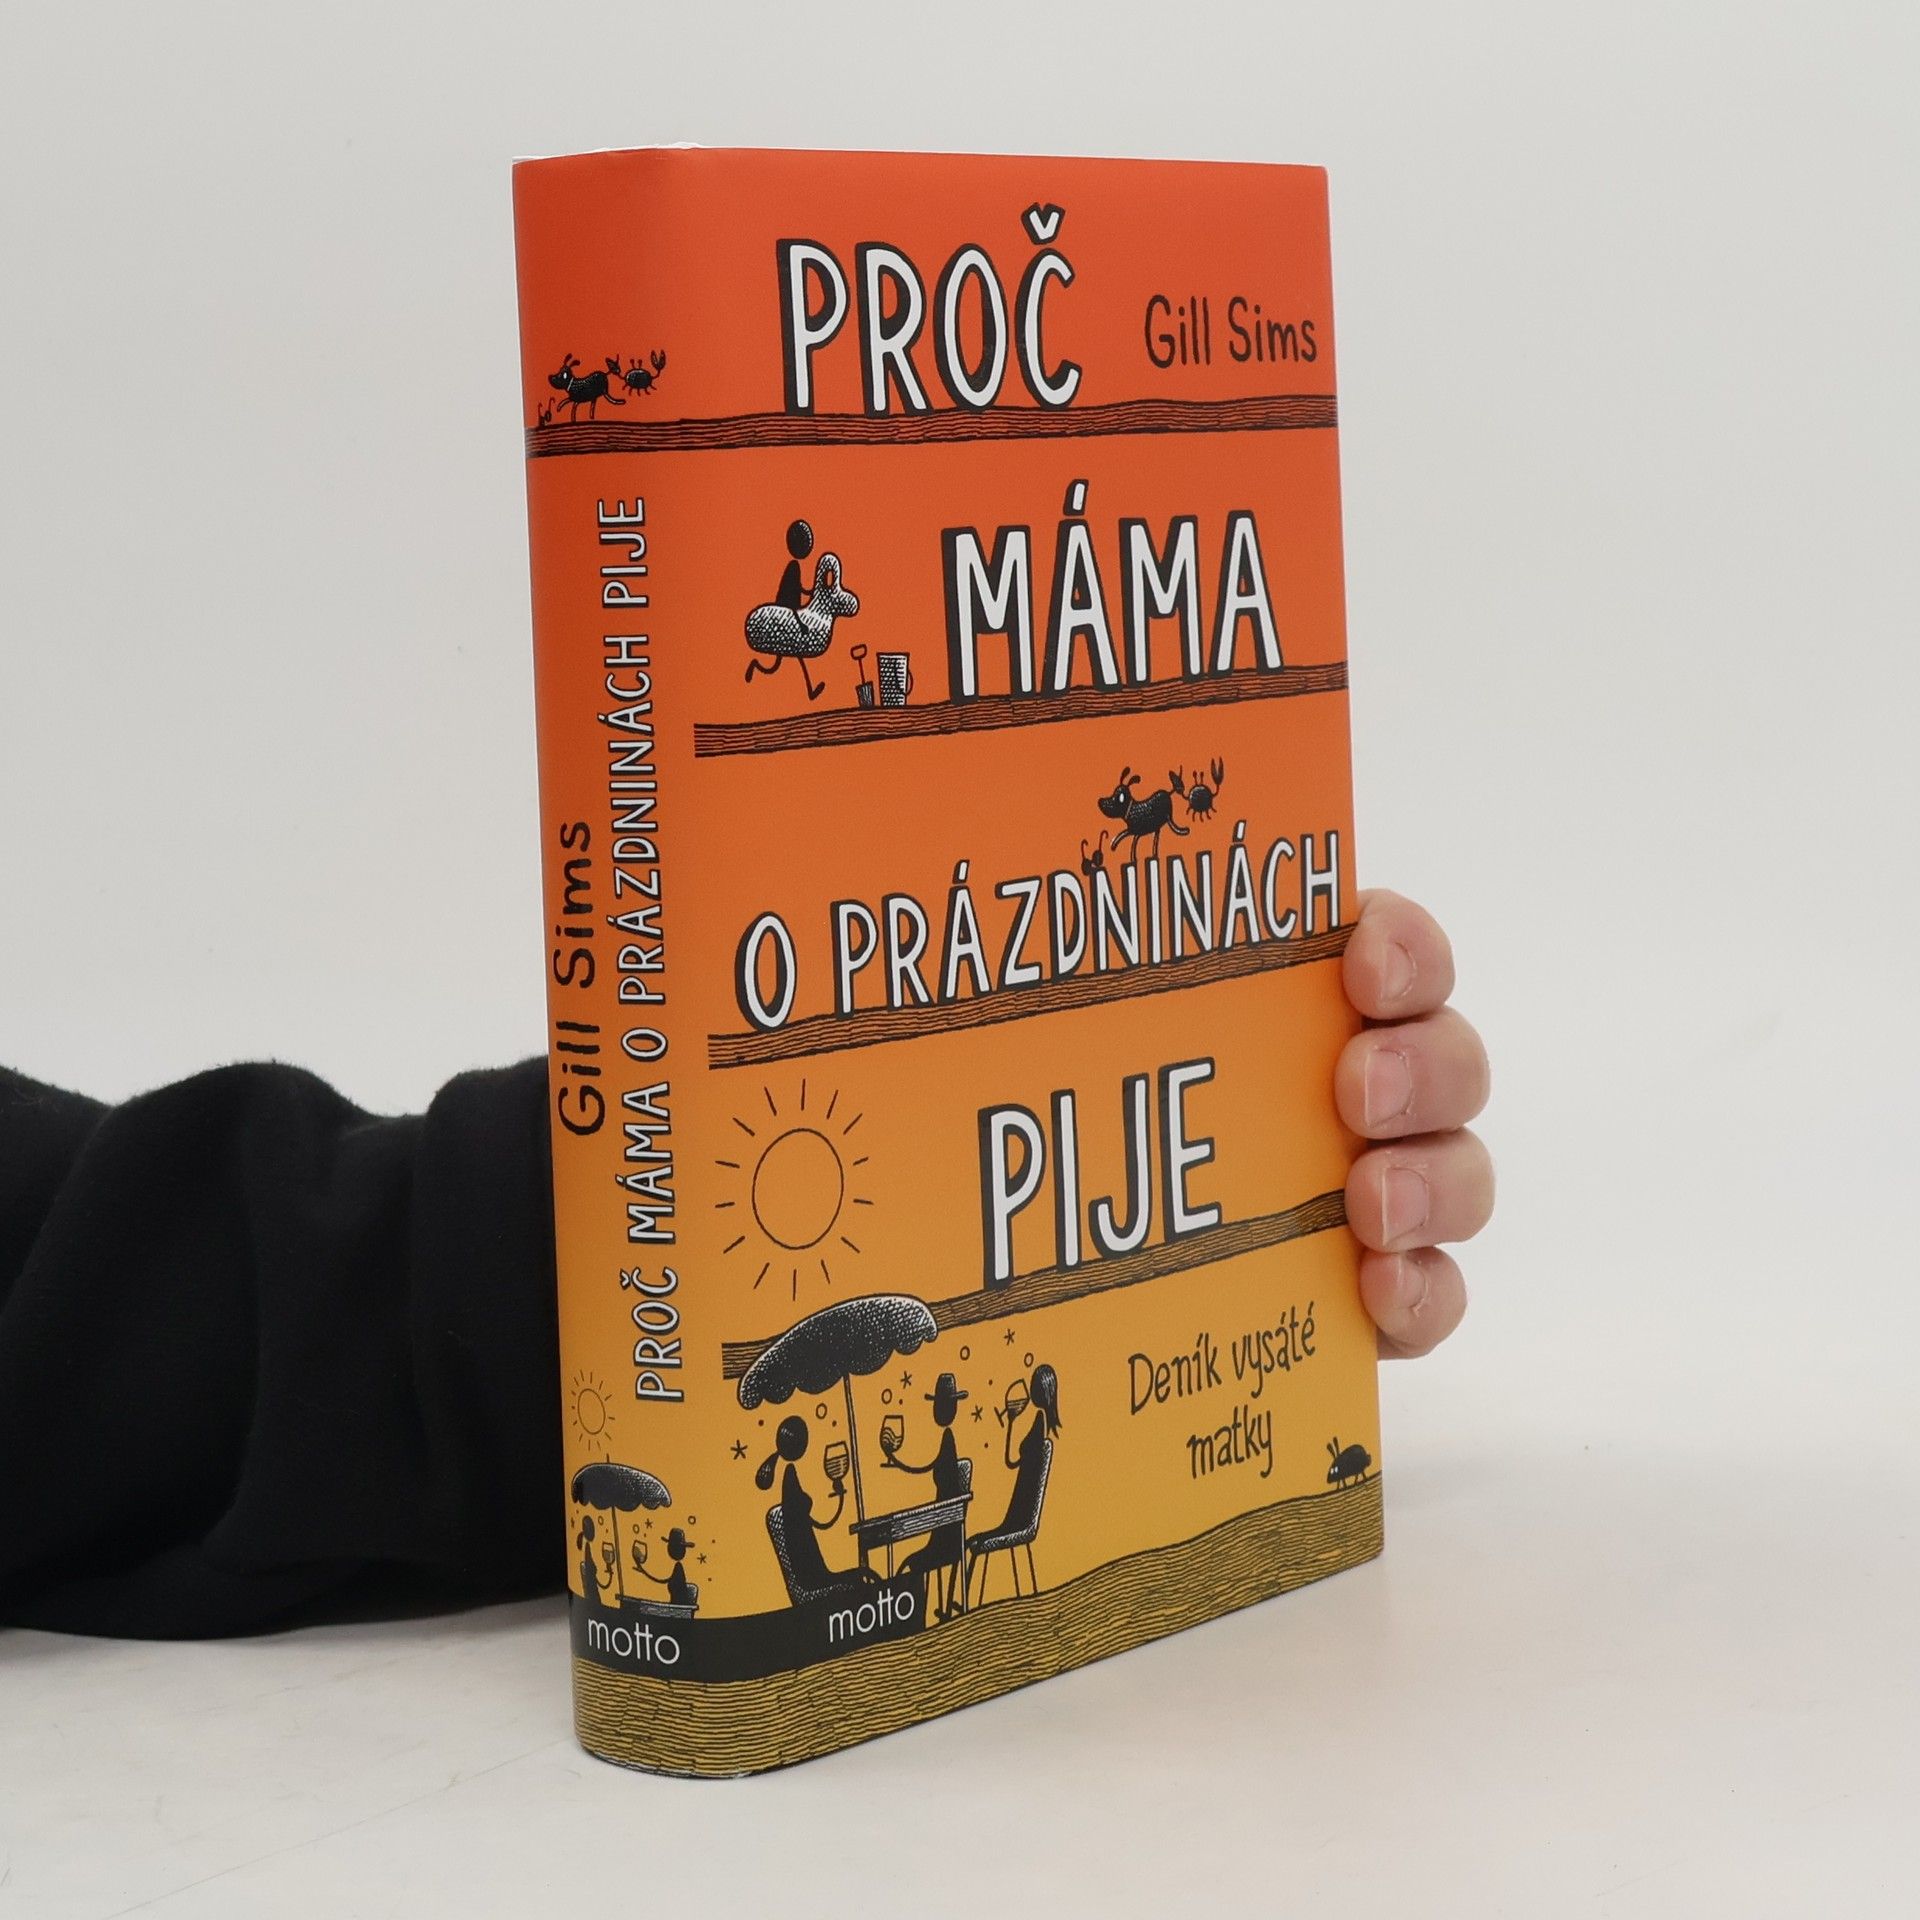 PROČ
Gill Sims
MÁMA
O PRÁZDNINÁCH
PIJE
Deník vysáté
matky
motto
Gill Sims
PROČ MÁMA O PRÁZDNINÁCH PIJE
motto